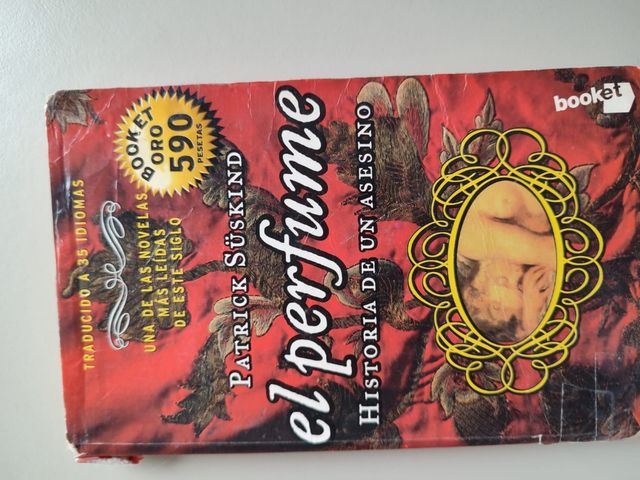 TRADUCIDO A 35 IDIOMAS
UNA DE LAS NOVELAS
MÁS LEÍDAS
DE ESTE SIGLO
BOOKET
ORO
590
PESETAS
PATRICK SÜSKIND
el perfume
HISTORIA DE UN ASESINO
booket